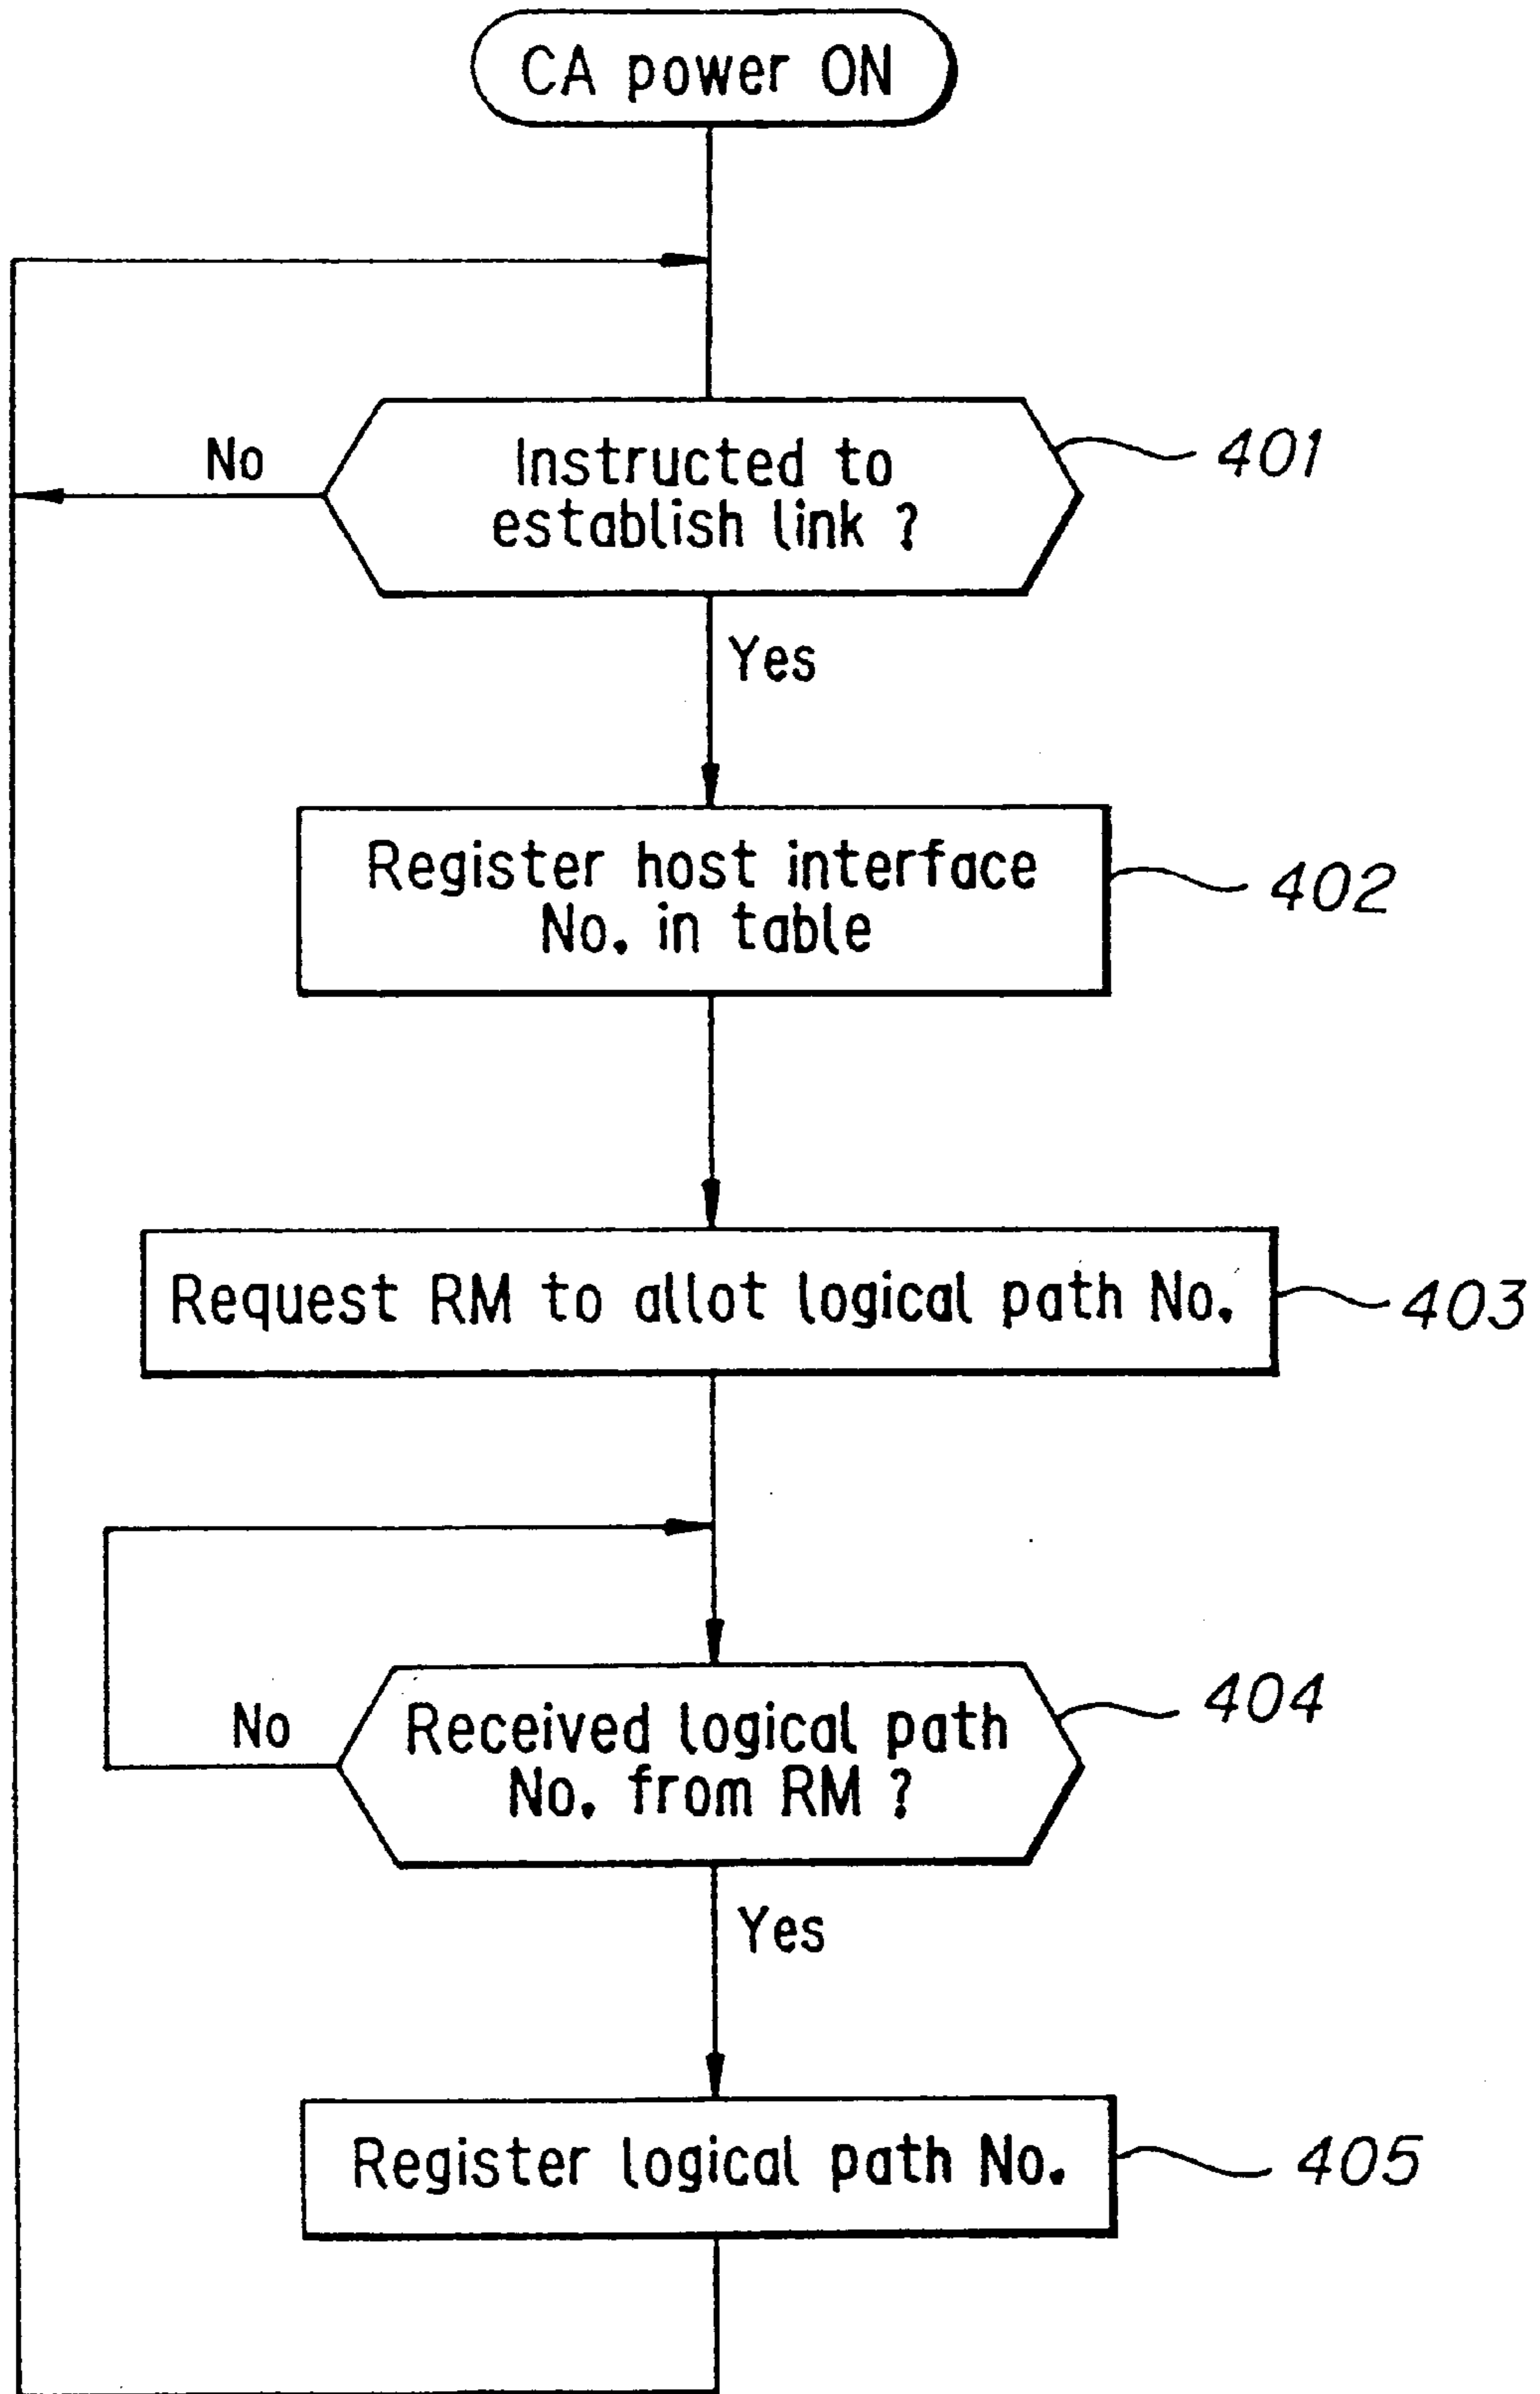 CA power ON
Instructed to
establish link ?
401
No
Yes
Register host interface
No. in table
402
Request RM to allot logical path No.
403
Received logical path
No. from RM ?
404
No
Yes
Register logical path No.
405